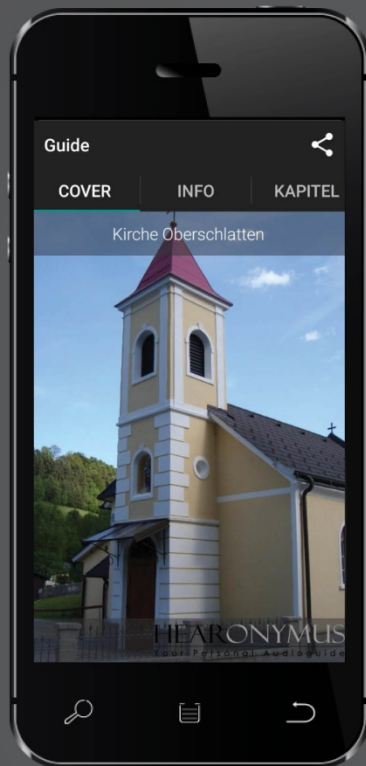 Guide
COVER INFO KAPITEL
Kirche Oberschlatten
HEARONYMUS
Your Personal Audioguide